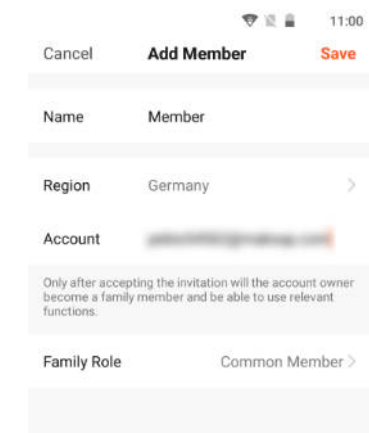 11:00
Cancel Add Member Save
Name Member
Region Germany
Account
Only after accepting the invitation will the account owner
become a family member and be able to use relevant
functions.
Family Role Common Member